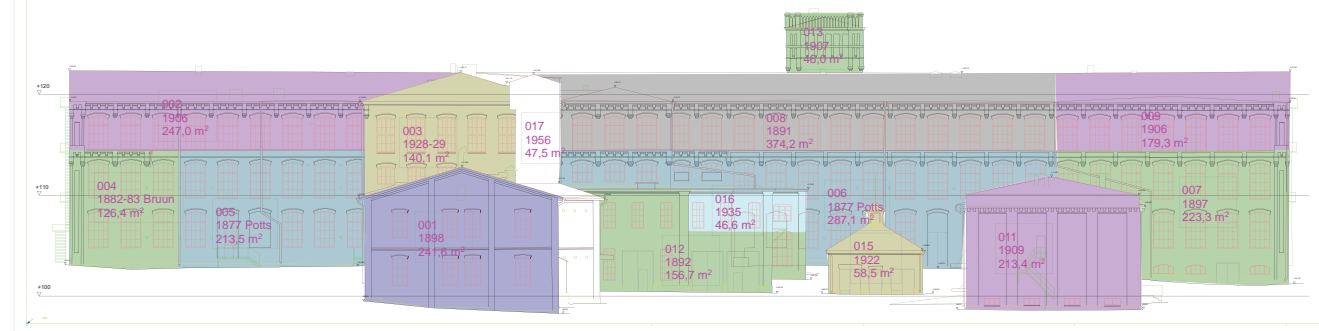 013
1907
46,0 m²
+120
002
1906
247,0 m²
003
1928-29
140,1 m²
017
1956
47,5 m²
008
1891
374,2 m²
009
1906
179,3 m²
+110
004
1882-83 Bruun
126,4 m²
005
1877 Potts
213,5 m²
001
1898
241,6 m²
016
1935
46,6 m²
006
1877 Potts
287,1 m²
007
1897
223,3 m²
012
1892
156,7 m²
015
1922
58,5 m²
011
1909
213,4 m²
+100